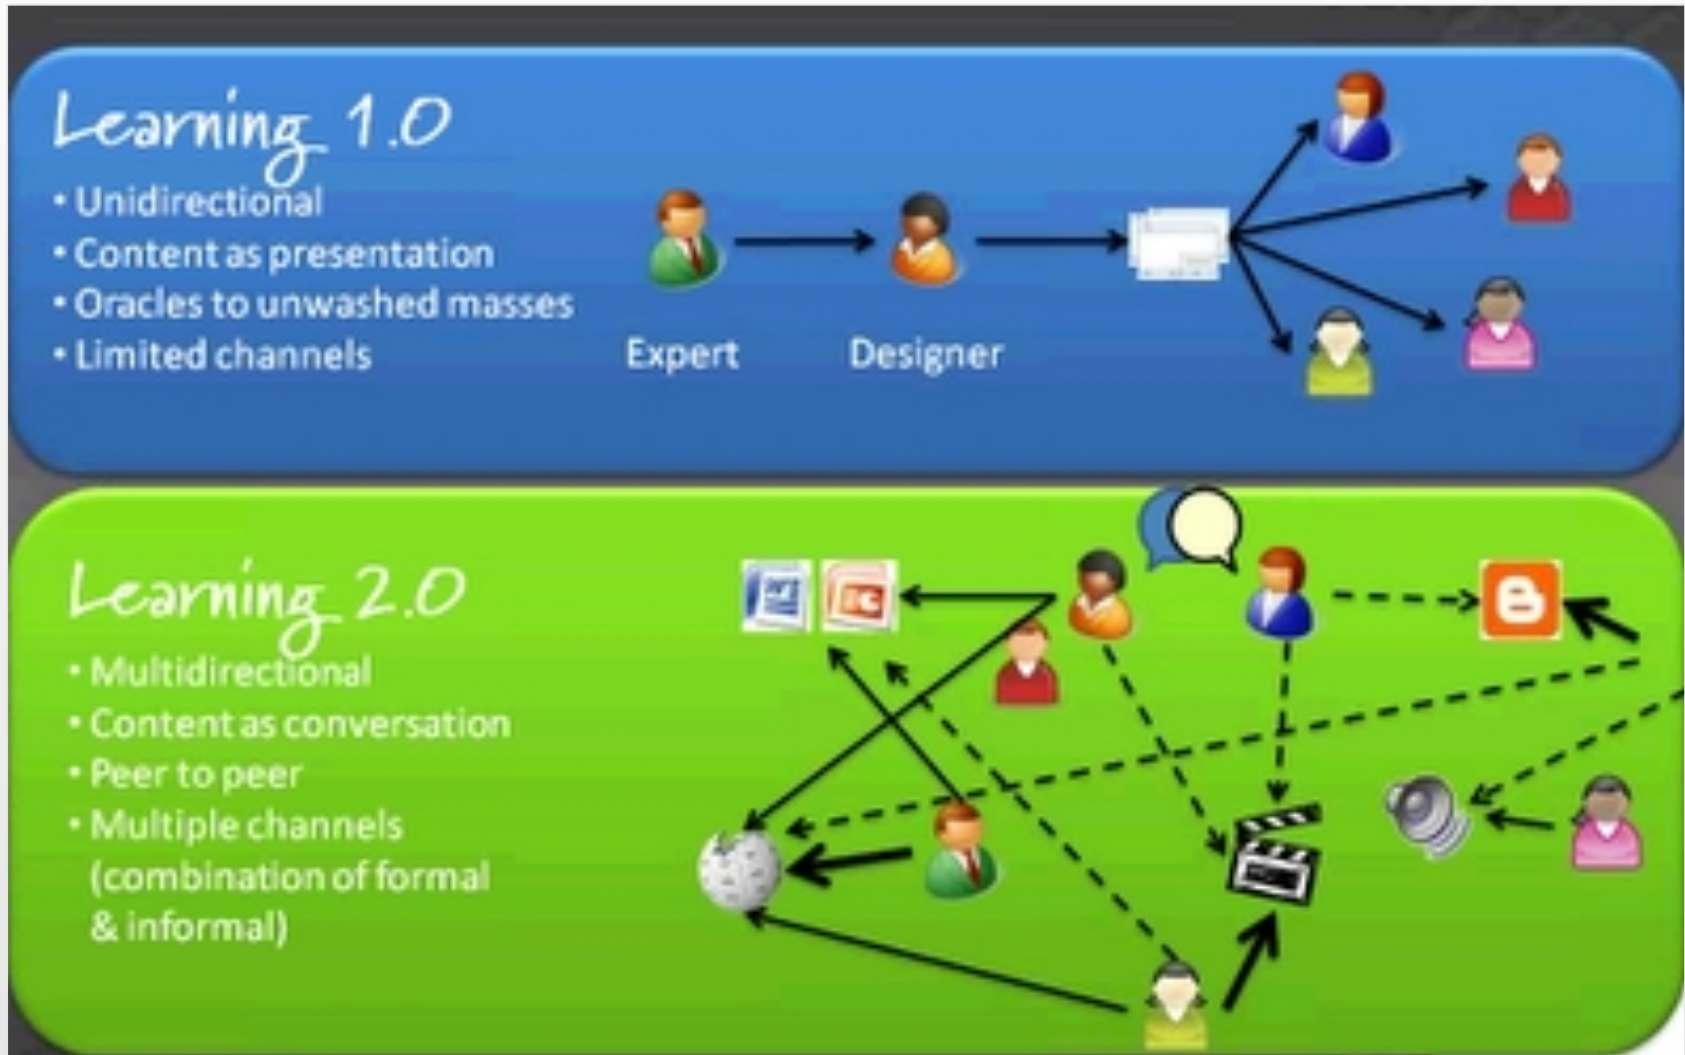 Learning 1.0
• Unidirectional
• Content as presentation
• Oracles to unwashed masses
• Limited channels
Expert
Designer
Learning 2.0
• Multidirectional
• Content as conversation
• Peer to peer
• Multiple channels
(combination of formal
& informal)